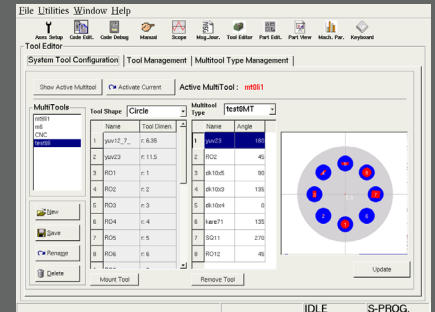 File Utilities Window Help
Axes Setup Code Edit. Code Debug Manual Scope Msg.Jour. Tool Editor Part Edit. Part View Mach. Par. Keyboard
Tool Editor
System Tool Configuration Tool Management Multitool Type Management
Show Active Multitool Activate Current Active MultiTool : mt9li1
MultiTools
mt9li1
mt6
CNC
test8li
New
Save
Rename
Delete
Tool Shape Circle
Name Tool Dimen.
1 yuv12_7_ r: 6.35
2 yuv23 r: 11.5
3 RO1 r: 1
4 RO2 r: 2
5 RO3 r: 3
6 RO4 r: 4
7 RO5 r: 5
8 RO6 r: 6
Mount Tool
Multitool Type test8MT
Name Angle
1 yuv23 180
2 RO2 45
3 dk10x5 90
4 dk10x3 135
5 dk10x4 0
6 kare71 135
7 SQ11 270
8 RO12 45
Remove Tool
Update
IDLE S-PROG.